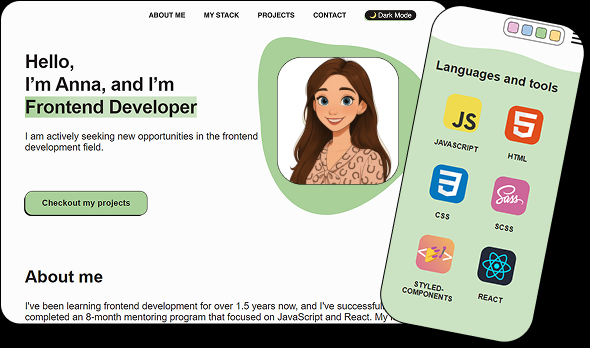 ABOUT ME
MY STACK
PROJECTS
CONTACT
Dark Mode
Hello,
I'm Anna, and I'm
Frontend Developer
I am actively seeking new opportunities in the frontend
development field.
Checkout my projects
About me
I've been learning frontend development for over 1.5 years now, and I've successful
completed an 8-month mentoring program that focused on JavaScript and React. My
Languages and tools
JS
JAVASCRIPT
5
HTML
3
CSS
Sass
SCSS
STYLED-
COMPONENTS
REACT